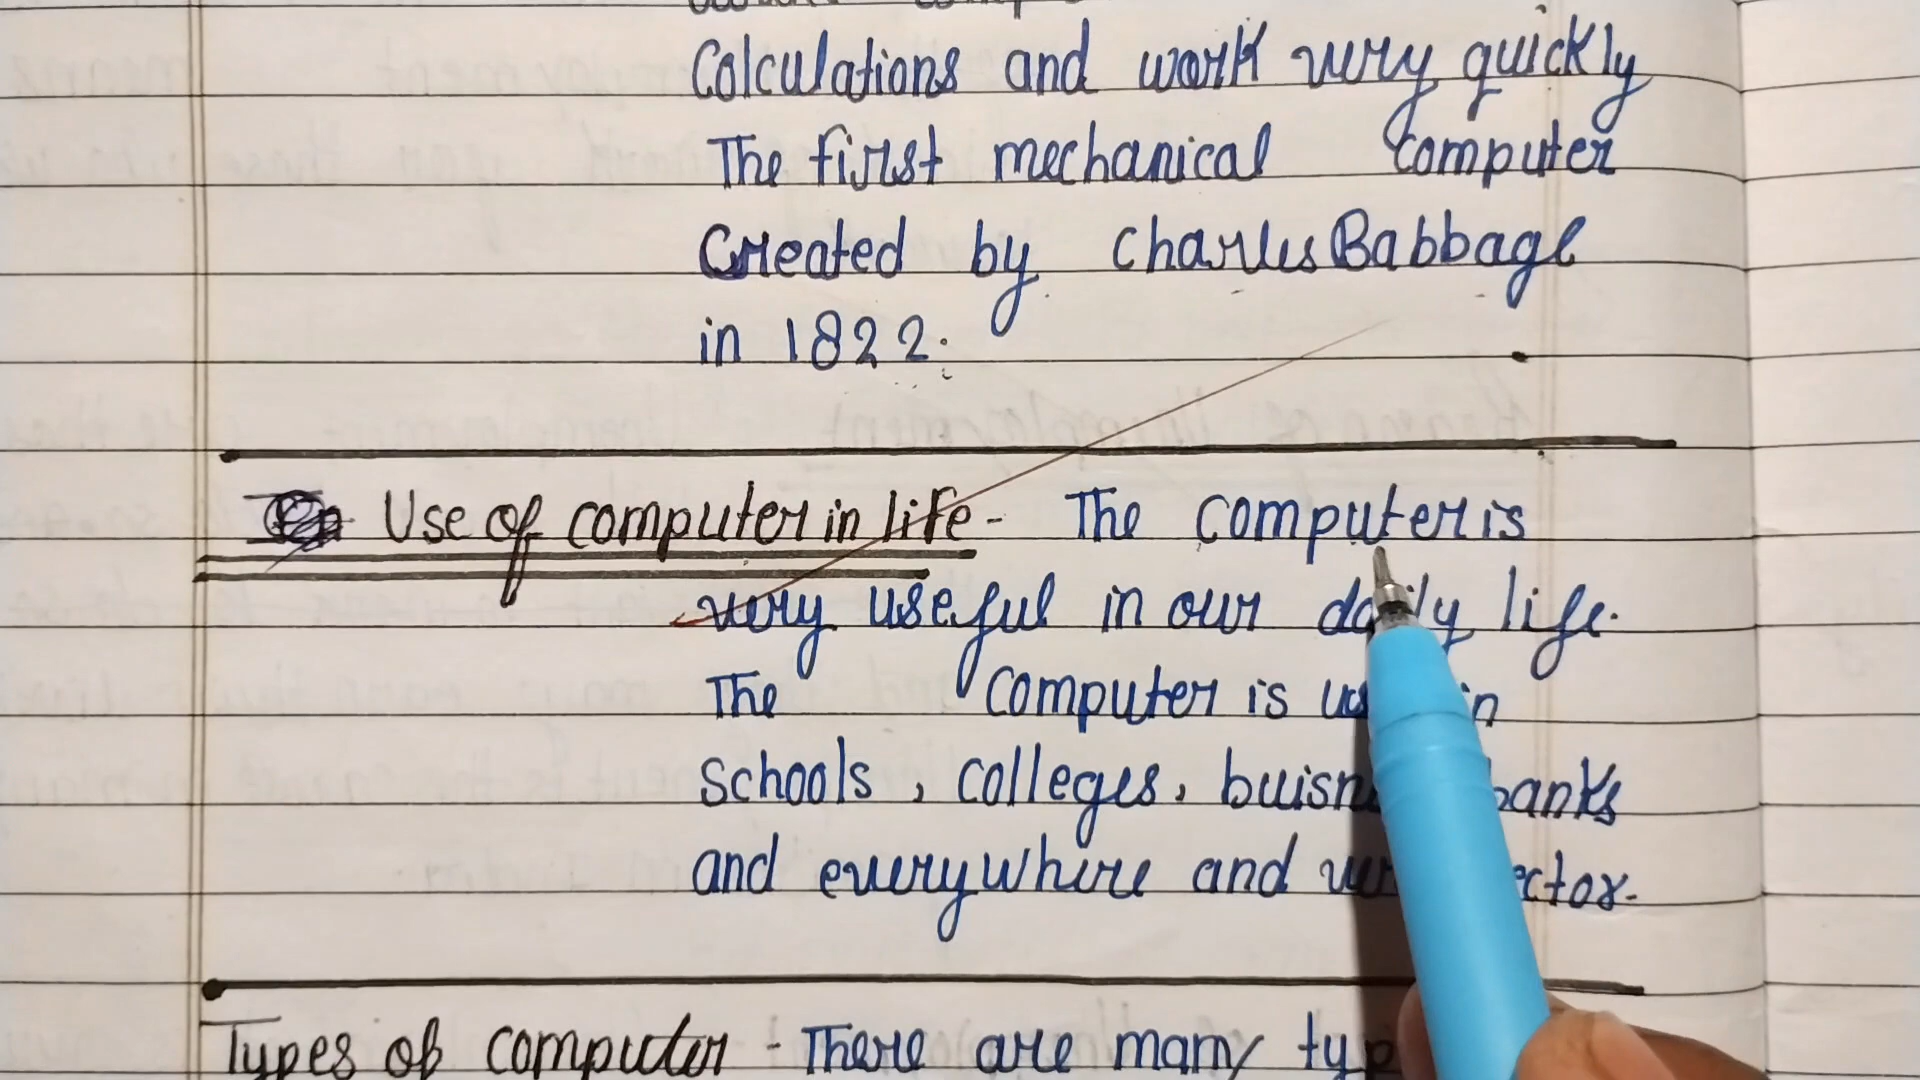 Calculations and work very quickly
The first mechanical Computer
Created by Charles Babbage
in 1822.
Use of computer in life - The Computer is
very useful in our daily life.
The Computer is in
Schools, colleges, banks
and everywhere and
Types of computer - There are many